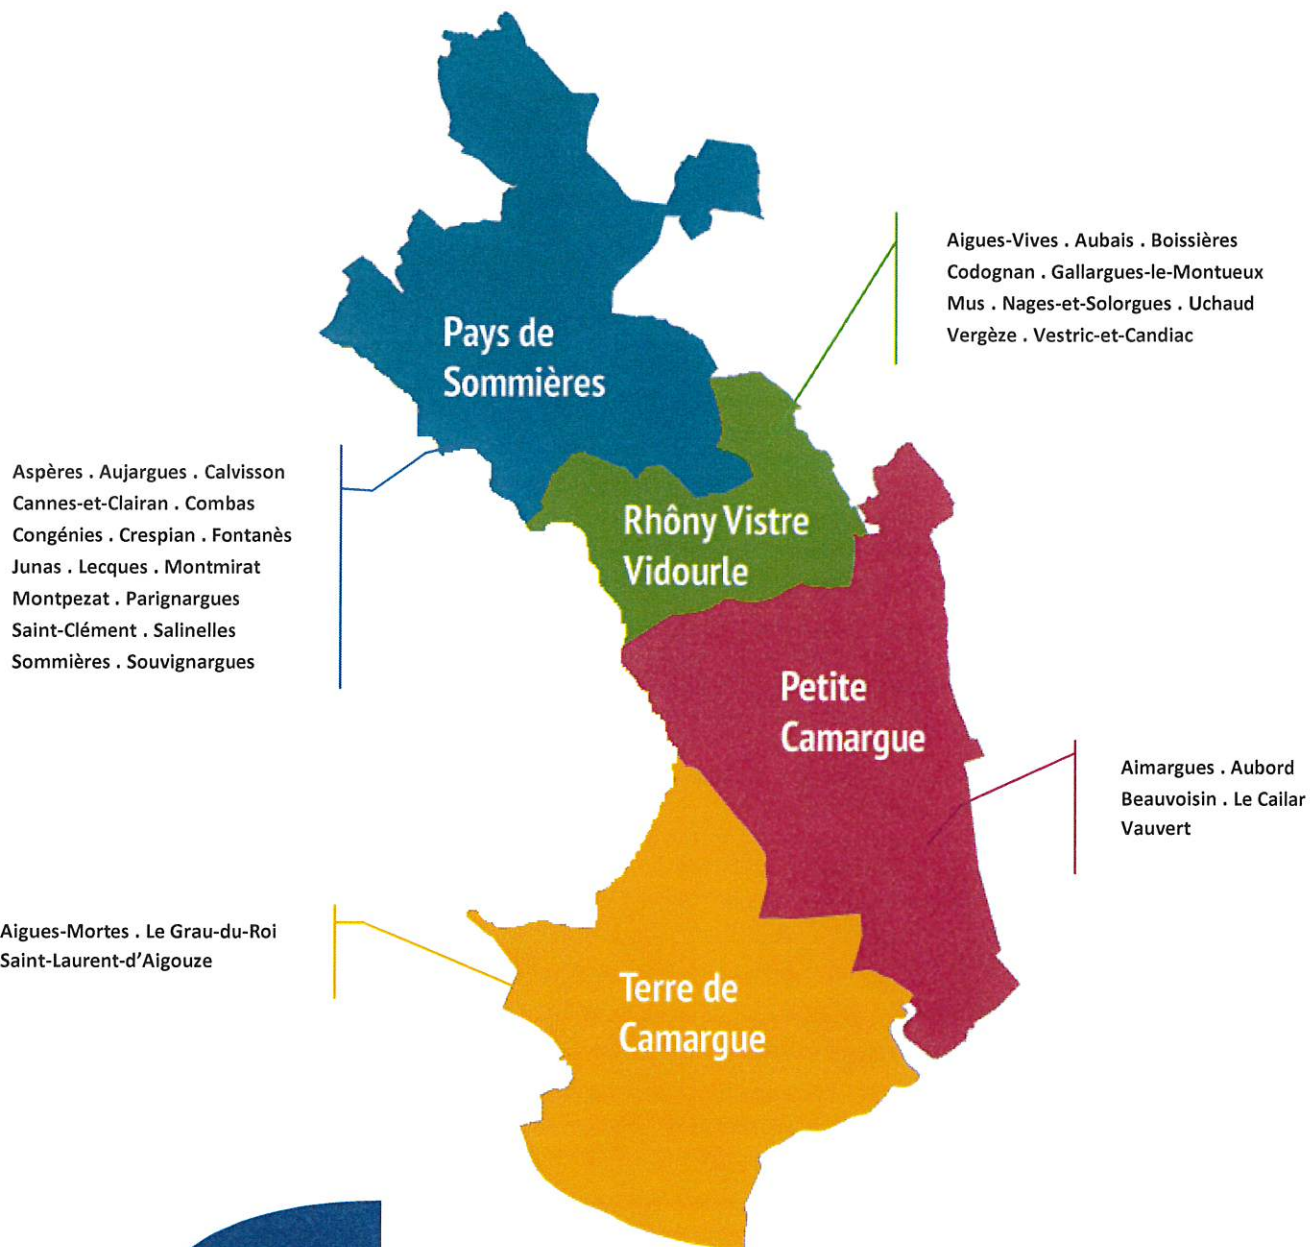 Pays de
Sommières
Aigues-Vives . Aubais . Boissières
Codognan . Gallargues-le-Montueux
Mus . Nages-et-Solorgues . Uchaud
Vergèze . Vestric-et-Candiac
Aspères . Aujargues . Calvisson
Cannes-et-Clairan . Combas
Congénies . Crespian . Fontanès
Junas . Lecques . Montmirat
Montpezat . Parignargues
Saint-Clément . Salinelles
Sommières . Souvignargues
Rhôny Vistre
Vidourle
Petite
Camargue
Aimargues . Aubord
Beauvoisin . Le Cailar
Vauvert
Aigues-Mortes . Le Grau-du-Roi
Saint-Laurent-d’Aigouze
Terre de
Camargue